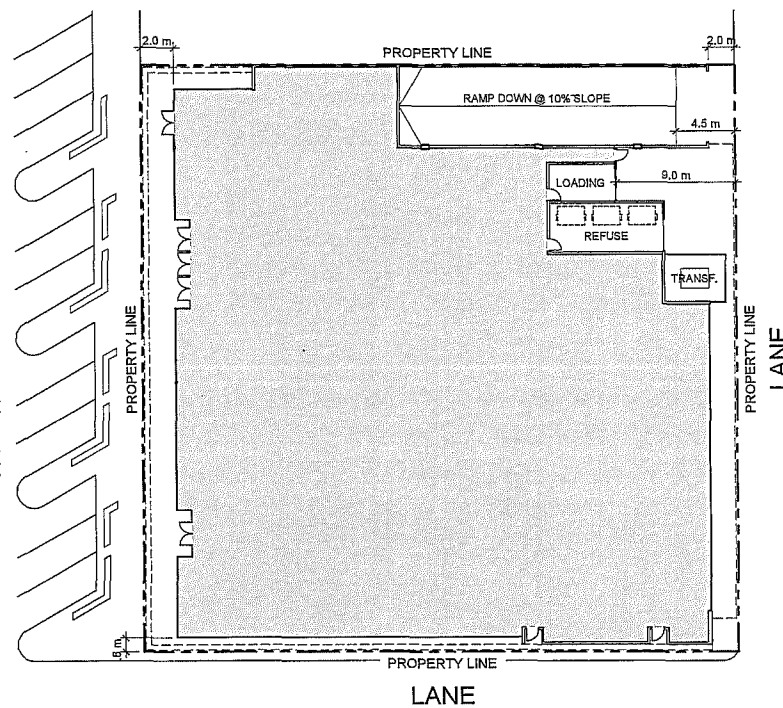 2.0 m.
PROPERTY LINE
2.0 m
RAMP DOWN @ 10% SLOPE
4.5 m
LOADING
9.0 m
REFUSE
TRANSF.
PROPERTY LINE
PROPERTY LINE
LANE
PROPERTY LINE
LANE